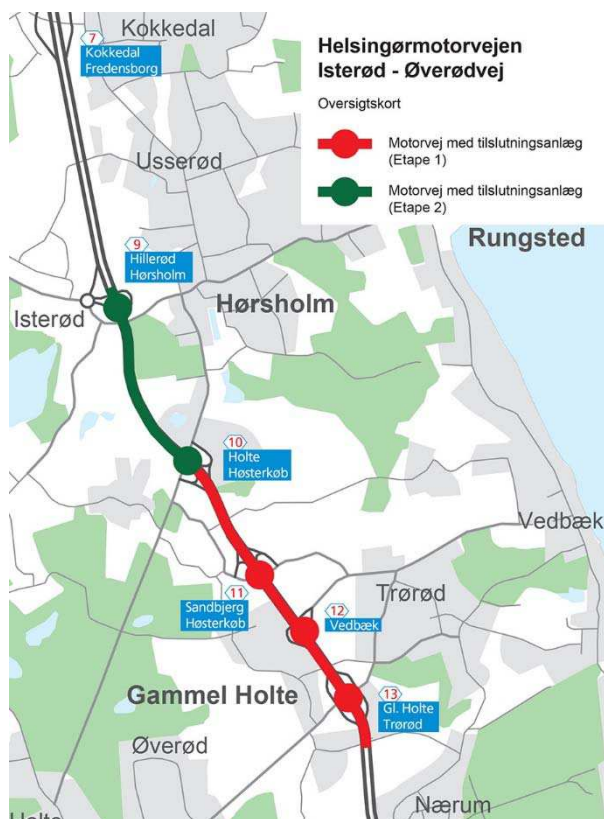 Helsingørmotorvejen
Isterød - Øverødvej
Oversigtskort
Motorvej med tilslutningsanlæg
(Etape 1)
Motorvej med tilslutningsanlæg
(Etape 2)
Kokkedal
7
Kokkedal
Fredensborg
Usserød
Rungsted
9
Hillerød
Hørsholm
Hørsholm
Isterød
10
Holte
Høsterkøb
Vedbæk
11
Sandbjerg
Høsterkøb
Trørød
12
Vedbæk
Gammel Holte
13
Gl. Holte
Trørød
Øverød
Nærum
Holte